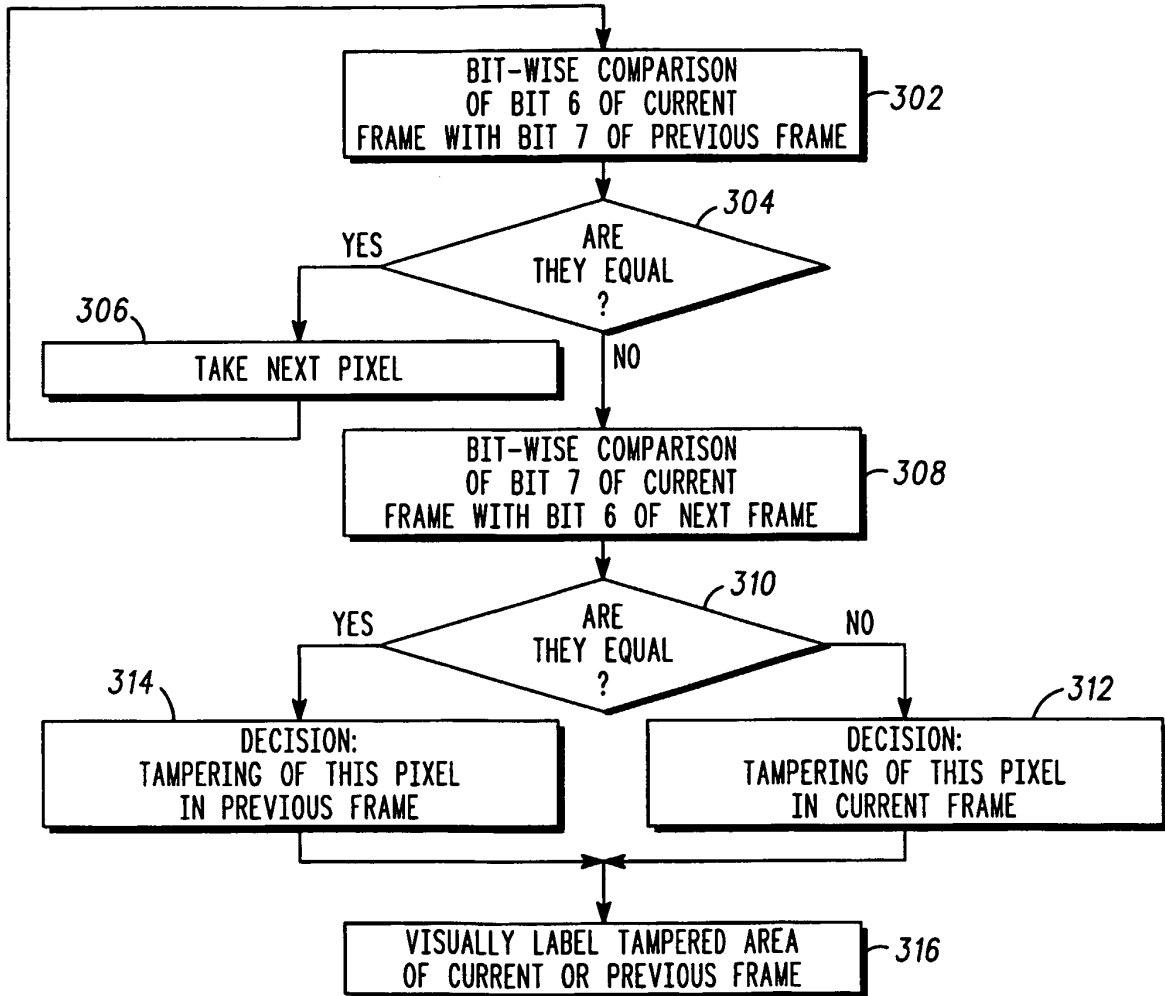 BIT-WISE COMPARISON
OF BIT 6 OF CURRENT
FRAME WITH BIT 7 OF PREVIOUS FRAME
302
304
ARE
THEY EQUAL
?
YES
NO
306
TAKE NEXT PIXEL
BIT-WISE COMPARISON
OF BIT 7 OF CURRENT
FRAME WITH BIT 6 OF NEXT FRAME
308
310
ARE
THEY EQUAL
?
YES
NO
314
DECISION:
TAMPERING OF THIS PIXEL
IN PREVIOUS FRAME
312
DECISION:
TAMPERING OF THIS PIXEL
IN CURRENT FRAME
VISUALLY LABEL TAMPERED AREA
OF CURRENT OR PREVIOUS FRAME
316